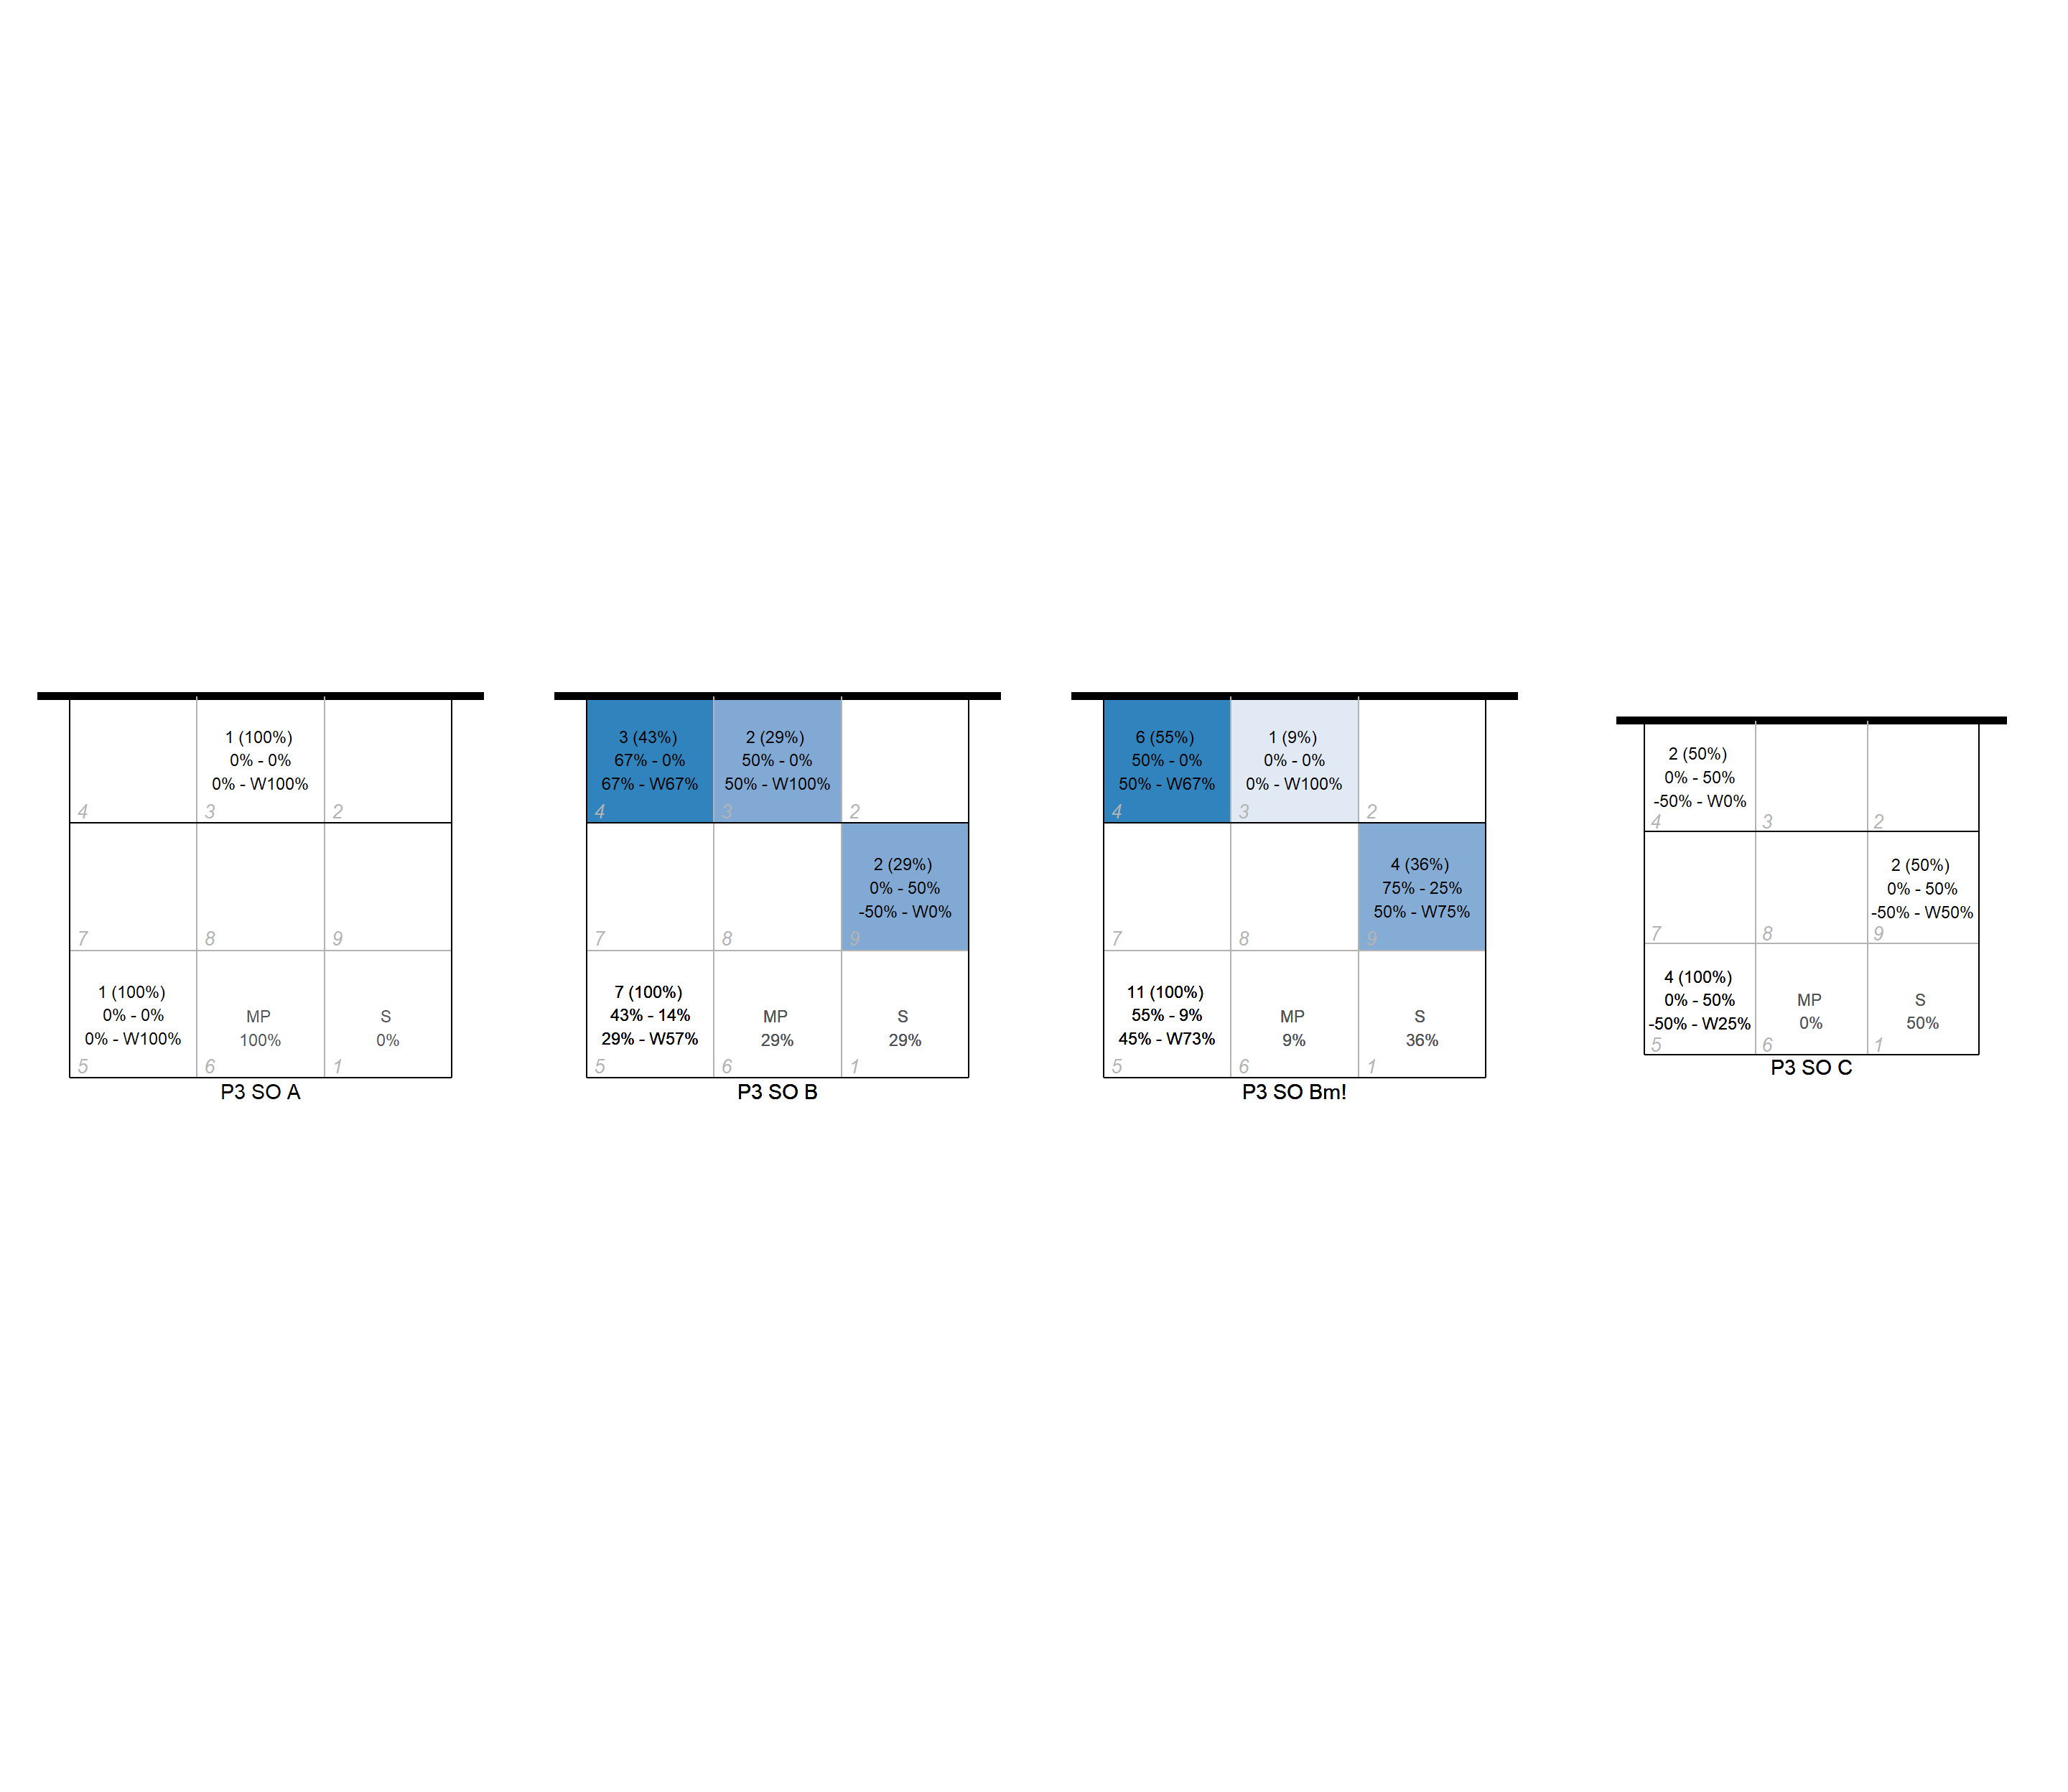 1 (100%)
0% - 0%
0% - W100%
4
3
2
7
8
9
1 (100%)
0% - 0%
0% - W100%
MP
100%
S
0%
5
6
1
P3 SO A
3 (43%)
67% - 0%
67% - W67%
2 (29%)
50% - 0%
50% - W100%
4
3
2
2 (29%)
0% - 50%
-50% - W0%
7
8
9
7 (100%)
43% - 14%
29% - W57%
MP
29%
S
29%
5
6
1
P3 SO B
6 (55%)
50% - 0%
50% - W67%
1 (9%)
0% - 0%
0% - W100%
4
3
2
4 (36%)
75% - 25%
50% - W75%
7
8
9
11 (100%)
55% - 9%
45% - W73%
MP
9%
S
36%
5
6
1
P3 SO Bm!
2 (50%)
0% - 50%
-50% - W0%
4
3
2
2 (50%)
0% - 50%
-50% - W50%
7
8
9
4 (100%)
0% - 50%
-50% - W25%
MP
0%
S
50%
5
6
1
P3 SO C